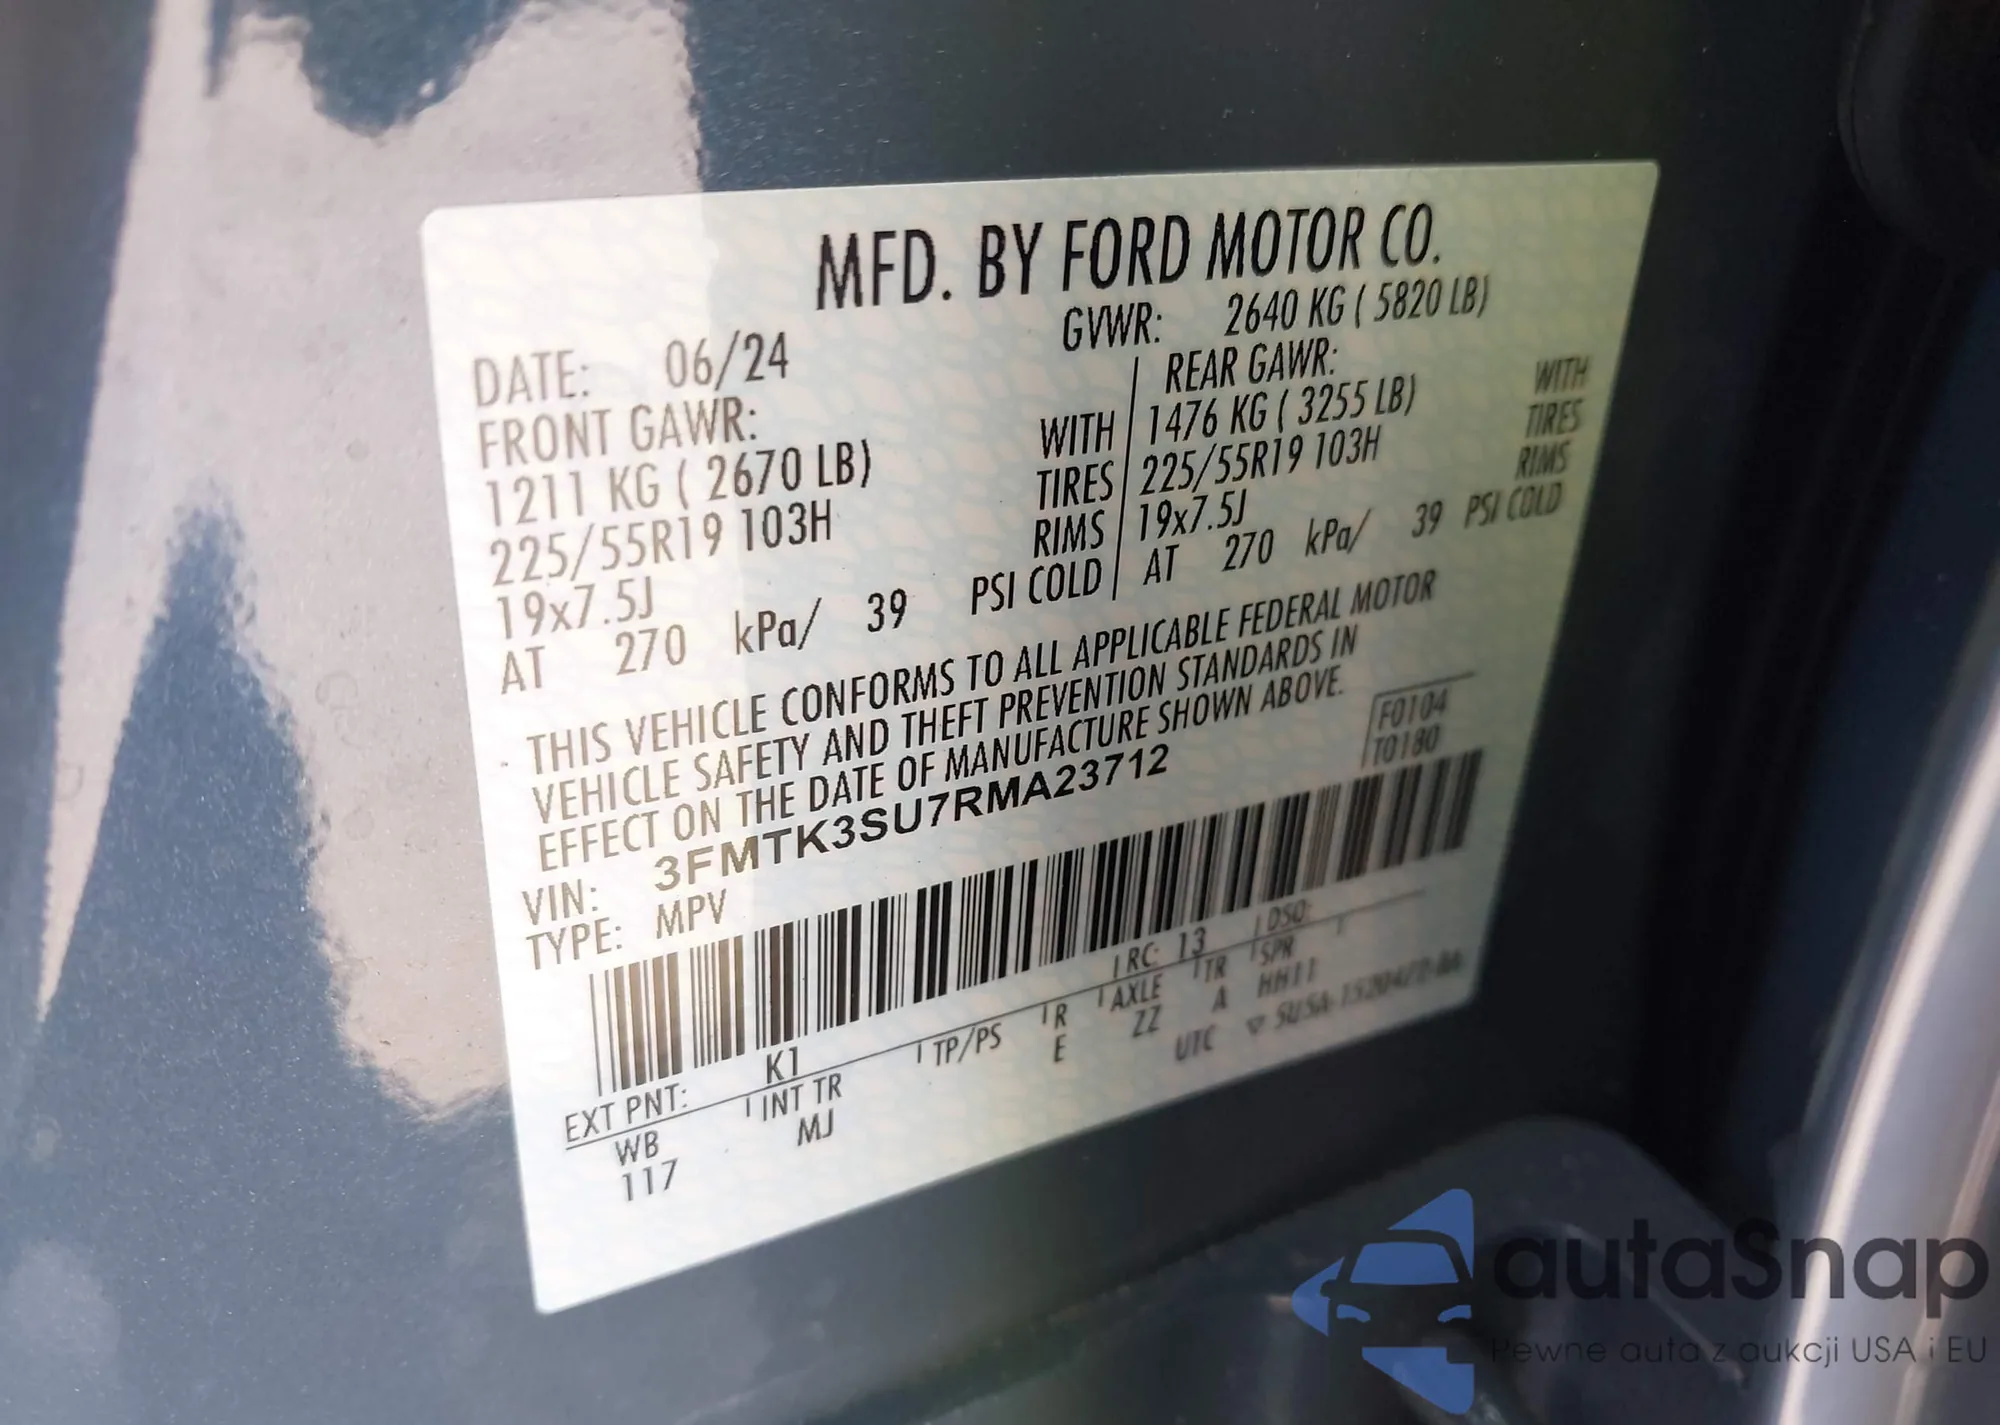 MFD. BY FORD MOTOR CO.
DATE: 06/24 GVWR: 2640 KG ( 5820 LB)
FRONT GAWR: REAR GAWR:
1211 KG ( 2670 LB) WITH 1476 KG ( 3255 LB) WITH
225/55R19 103H TIRES 225/55R19 103H TIRES
19x7.5J RIMS 19x7.5J RIMS
AT 270 kPa/ 39 PSI COLD AT 270 kPa/ 39 PSI COLD
THIS VEHICLE CONFORMS TO ALL APPLICABLE FEDERAL MOTOR
VEHICLE SAFETY AND THEFT PREVENTION STANDARDS IN
EFFECT ON THE DATE OF MANUFACTURE SHOWN ABOVE.
F0104
T0180
VIN: 3FMTK3SU7RMA23712
TYPE: MPV
EXT PNT: K1 RC: 13 DSO:
WB INT TR TP/PS R AXLE TR SPR
117 MJ E ZZ A HH11
UTC
autaSnap
Pewne auta z aukcji USA i EU